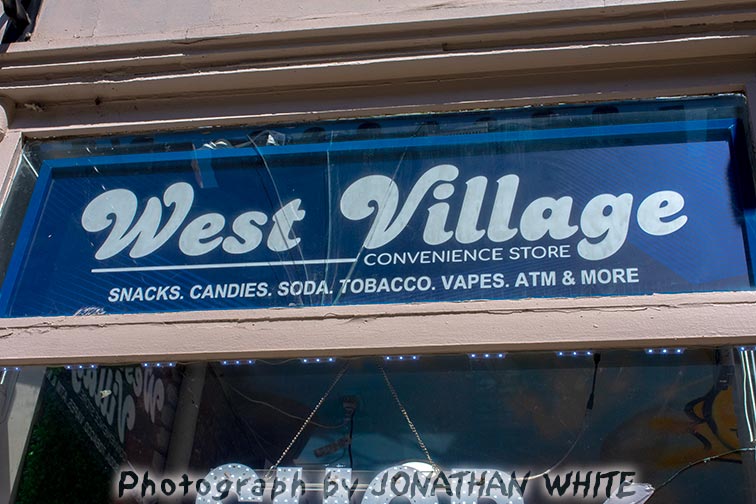 West Village
CONVENIENCE STORE
SNACKS. CANDIES. SODA. TOBACCO. VAPES. ATM & MORE
Photograph by JONATHAN WHITE